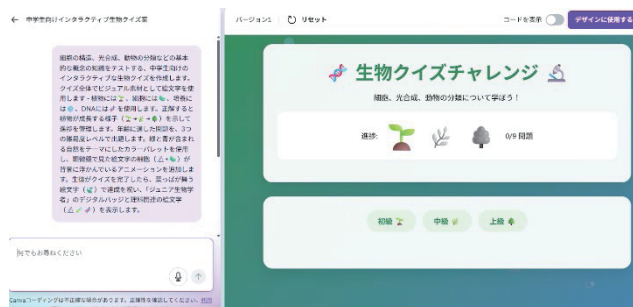 ← 中学生向けインタラクティブ生物クイズ案
バージョン1 リセット
コードを表示
デザインに使用する
細胞の構造、光合成、動物の分類などの基本
的な概念の知識をテストする、中学生向けの
インタラクティブな生物クイズを作成します。
クイズ全体でビジュアル素材として絵文字を使
用します - 植物には🌱、細胞には🦠、地球に
は🌍、DNAには🧬を使用します。正解すると
植物が成長する様子（🌱→🌿→🌳）を示して
進捗を管理します。年齢に適した質問を、3つ
の難易度レベルで出題します。緑と青が含まれ
る自然をテーマにしたカラーパレットを使用
し、顕微鏡で見た絵文字の細胞（🔬+🦠）が
背景に浮かんでいるアニメーションを追加しま
す。生徒がクイズを完了したら、葉っぱが舞う
絵文字（🍃）で達成を祝い、「ジュニア生物学
者」のデジタルバッジと理科関連の絵文字
を表示します。
何でもお尋ねください
Canvaコーディングは不正確な場合があります。正確性を確認してください。
🧬 生物クイズチャレンジ 🔬
細胞、光合成、動物の分類について学ぼう！
進捗: 0/9 問題
初級 中級 上級